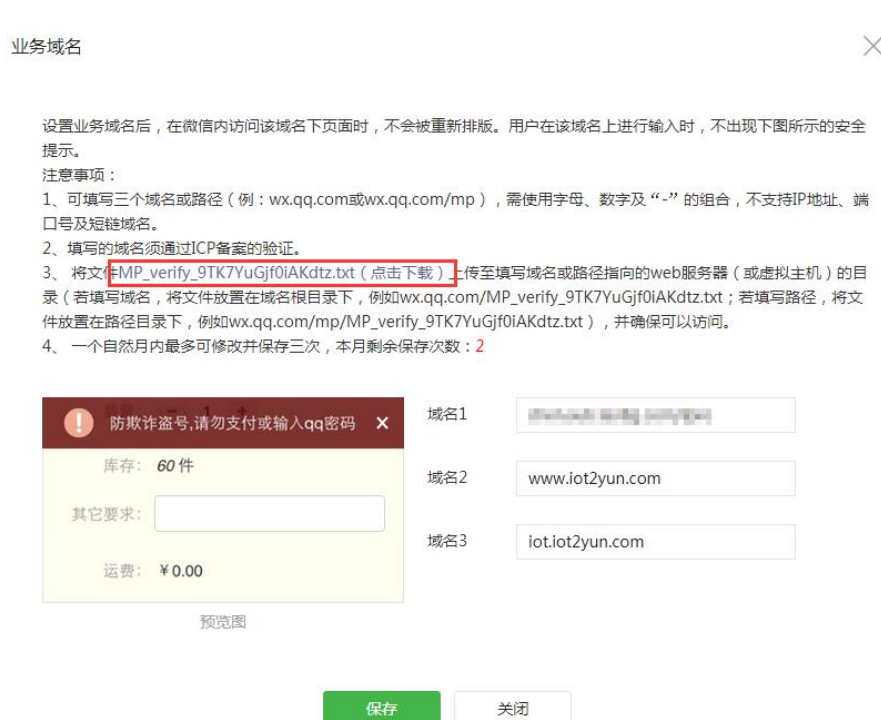 业务域名
设置业务域名后，在微信内访问该域名下页面时，不会被重新排版。用户在该域名上进行输入时，不出现下图所示的安全
提示。
注意事项：
1、可填写三个域名或路径（例：wx.qq.com或wx.qq.com/mp），需使用字母、数字及“-”的组合，不支持IP地址、端
口号及短链域名。
2、填写的域名须通过ICP备案的验证。
3、 将文件MP_verify_9TK7YuGjf0iAKdtz.txt（点击下载）上传至填写域名或路径指向的web服务器（或虚拟主机）的目
录（若填写域名，将文件放置在域名根目录下，例如wx.qq.com/MP_verify_9TK7YuGjf0iAKdtz.txt；若填写路径，将文
件放置在路径目录下，例如wx.qq.com/mp/MP_verify_9TK7YuGjf0iAKdtz.txt），并确保可以访问。
4、 一个自然月内最多可修改并保存三次，本月剩余保存次数：2
防欺诈盗号,请勿支付或输入qq密码
库存： 60 件
其它要求：
运费： ￥0.00
预览图
域名1
域名2 www.iot2yun.com
域名3 iot.iot2yun.com
保存 关闭